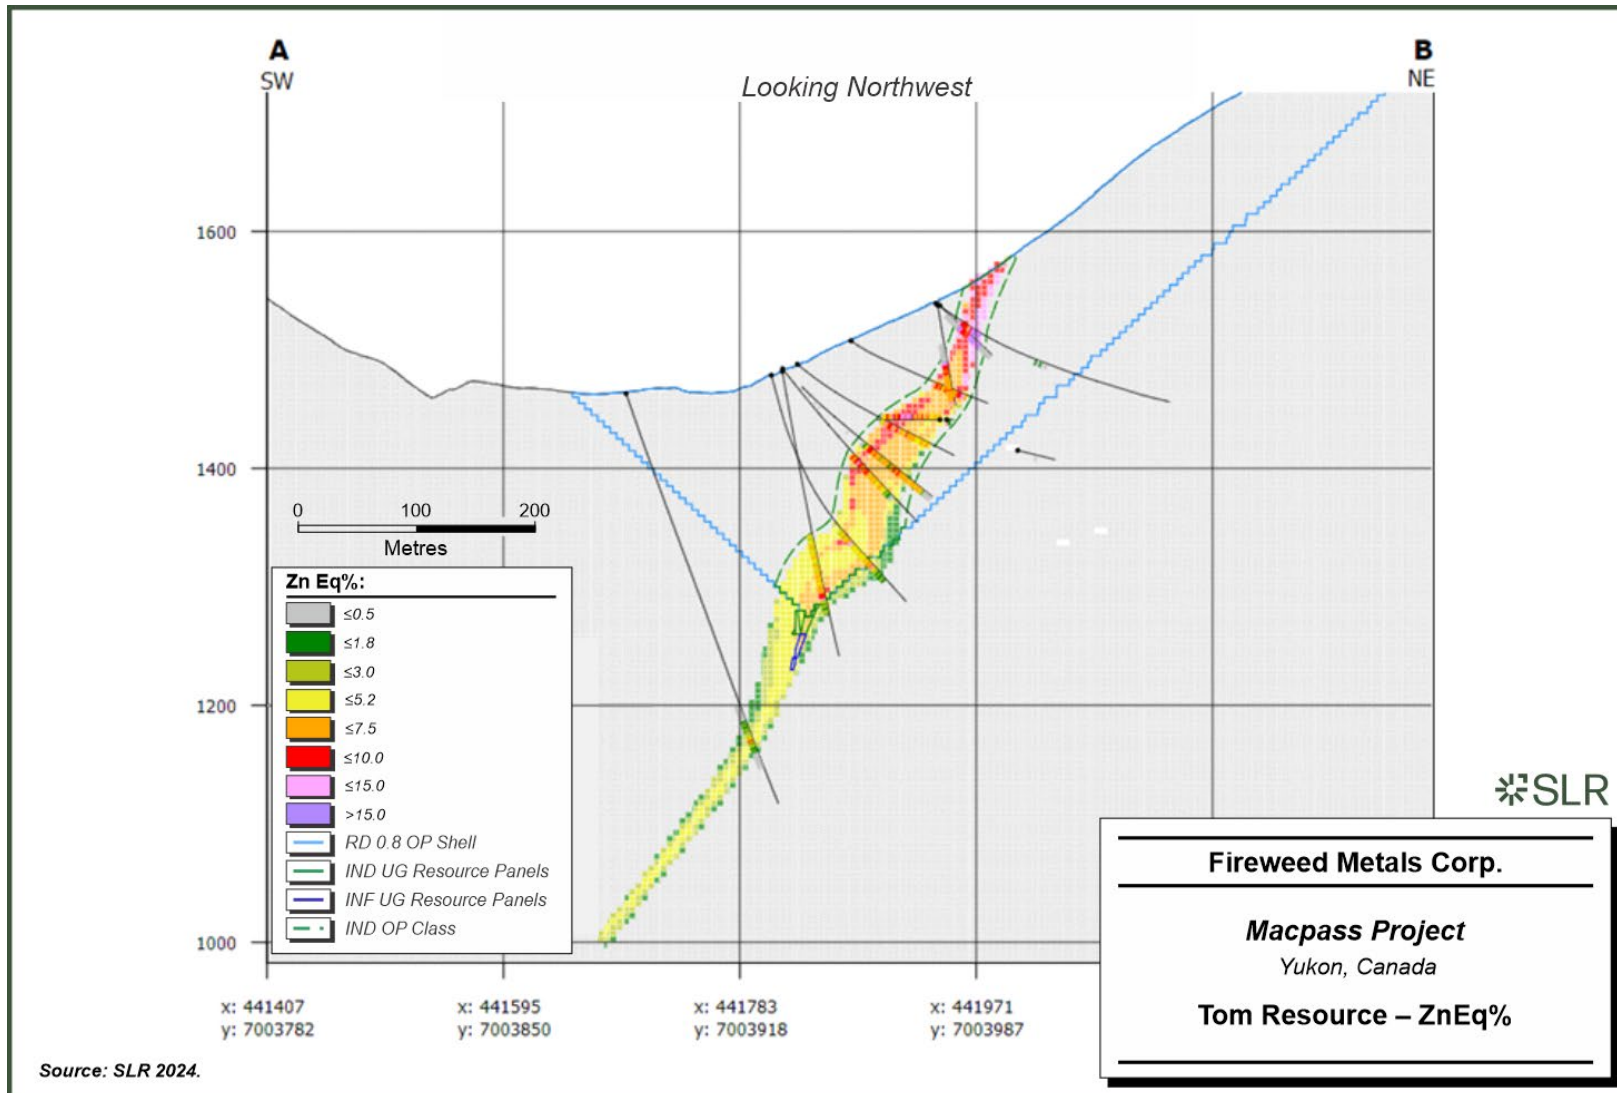 A
SW
B
NE
Looking Northwest
1600
1400
1200
1000
0 100 200
Metres
Zn Eq%:
≤0.5
≤1.8
≤3.0
≤5.2
≤7.5
≤10.0
≤15.0
>15.0
RD 0.8 OP Shell
IND UG Resource Panels
INF UG Resource Panels
IND OP Class
x: 441407
y: 7003782
x: 441595
y: 7003850
x: 441783
y: 7003918
x: 441971
y: 7003987
SLR
Fireweed Metals Corp.
Macpass Project
Yukon, Canada
Tom Resource – ZnEq%
Source: SLR 2024.